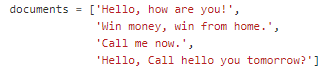 documents = ['Hello, how are you!',
'Win money, win from home.',
'Call me now.',
'Hello, Call hello you tomorrow?']